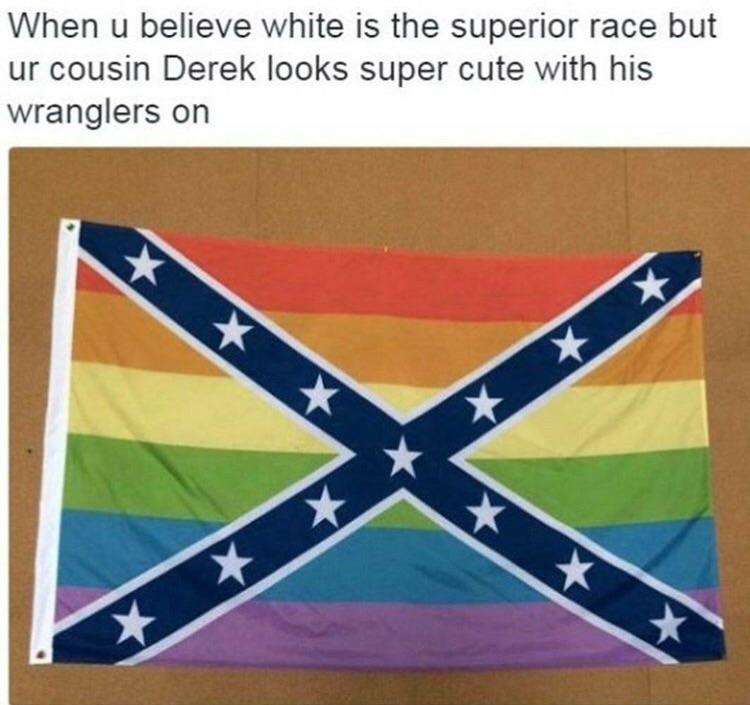 When u believe white is the superior race but
ur cousin Derek looks super cute with his
wranglers on